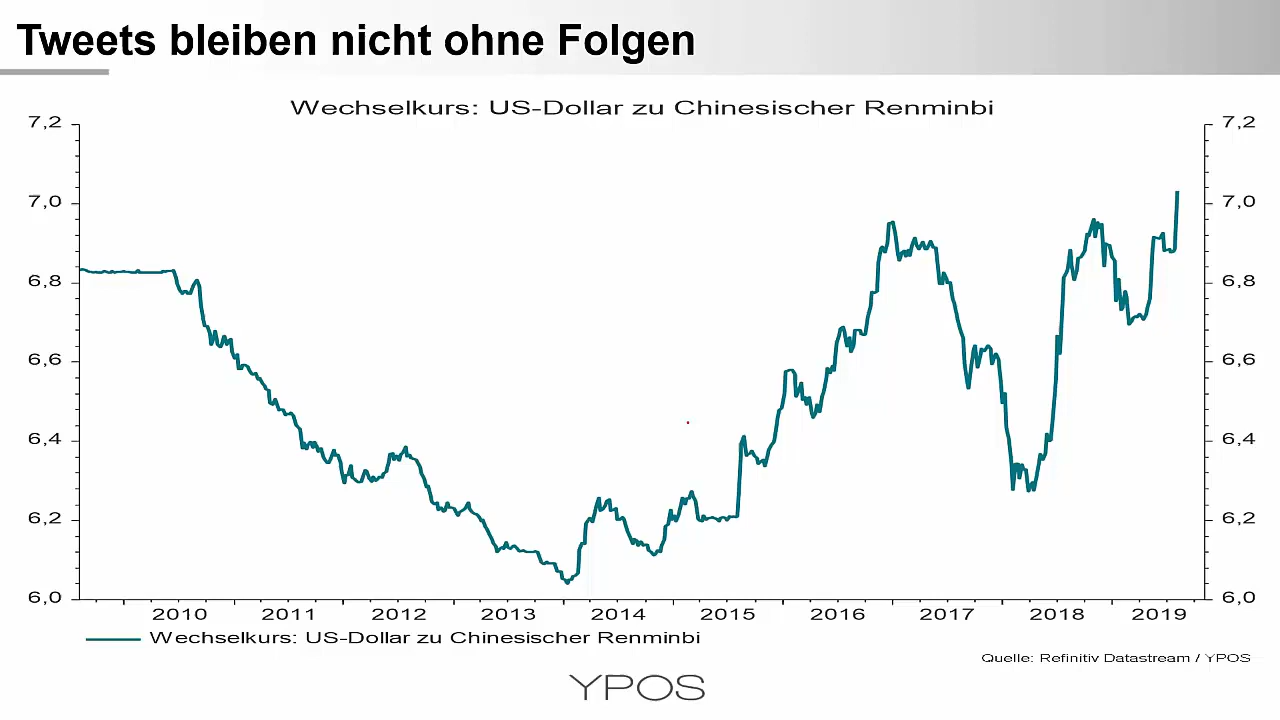 Tweets bleiben nicht ohne Folgen
Wechselkurs: US-Dollar zu Chinesischer Renminbi
7,2 7,2
7,0 7,0
6,8 6,8
6,6 6,6
6,4 6,4
6,2 6,2
6,0 6,0
2010 2011 2012 2013 2014 2015 2016 2017 2018 2019
Wechselkurs: US-Dollar zu Chinesischer Renminbi
Quelle: Refinitiv Datastream / YPOS
YPOS